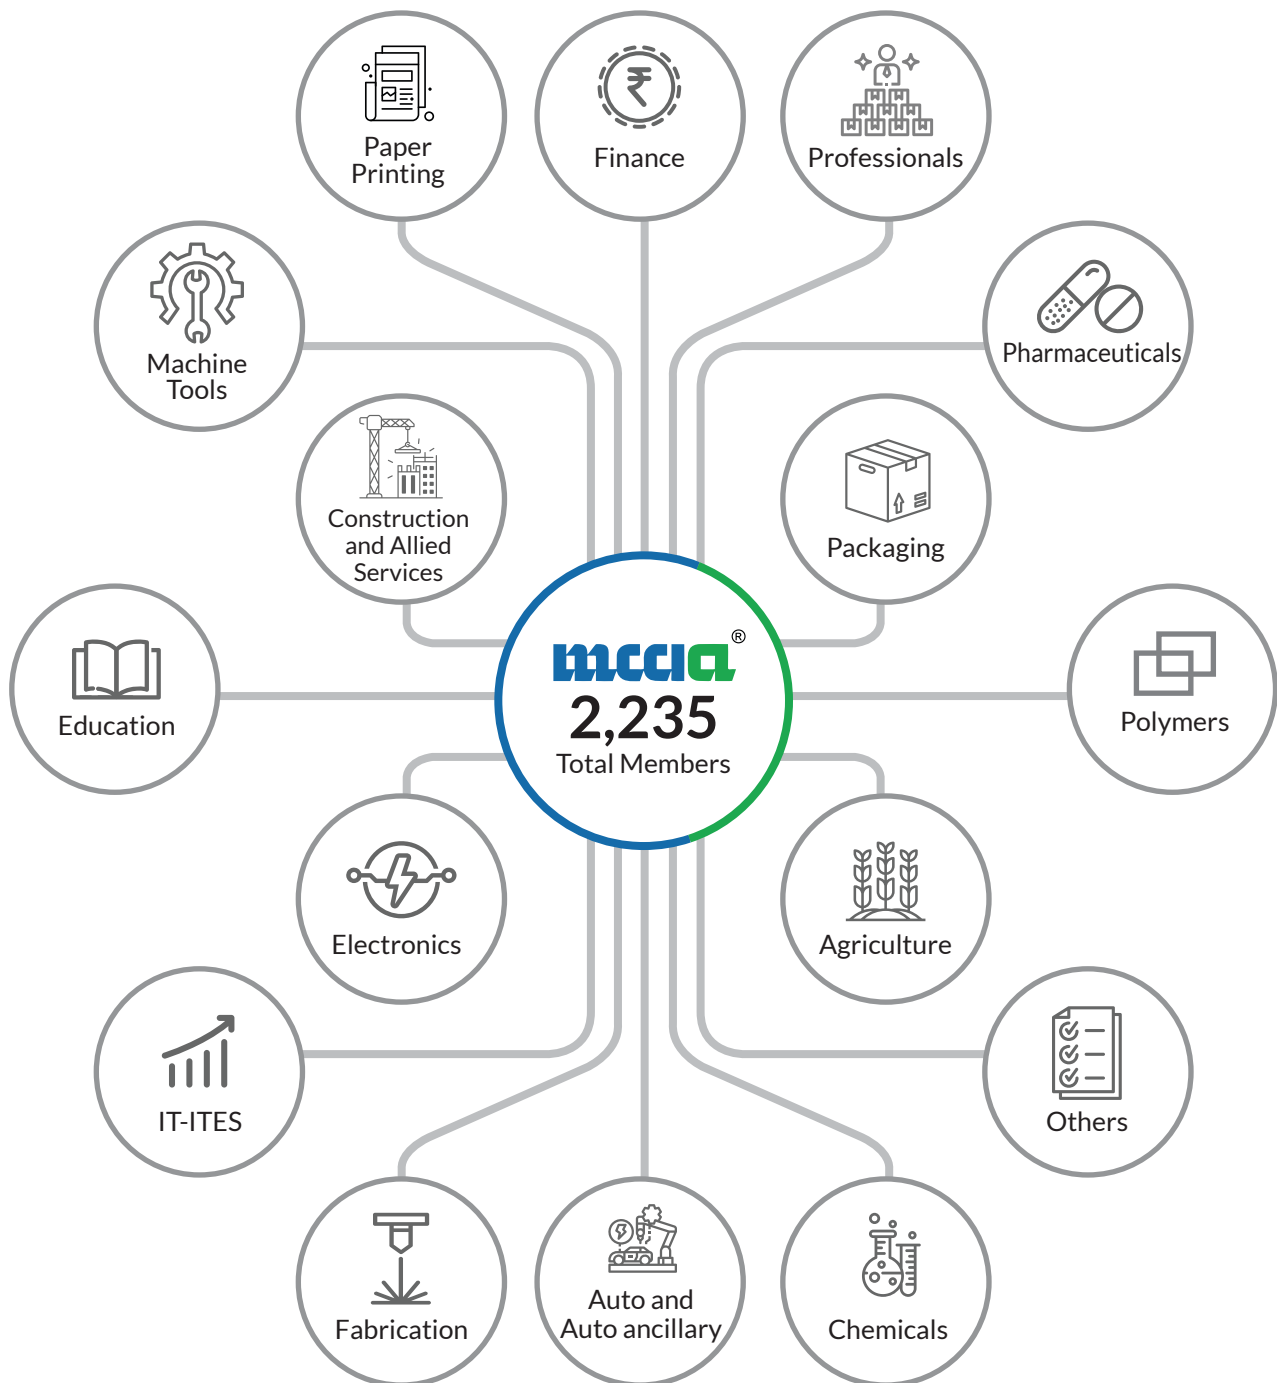 Paper
Printing
Finance
Professionals
Machine
Tools
Pharmaceuticals
Construction
and Allied
Services
Packaging
mccia®
2,235
Total Members
Education
Polymers
Electronics
Agriculture
IT-ITES
Others
Fabrication
Auto and
Auto ancillary
Chemicals